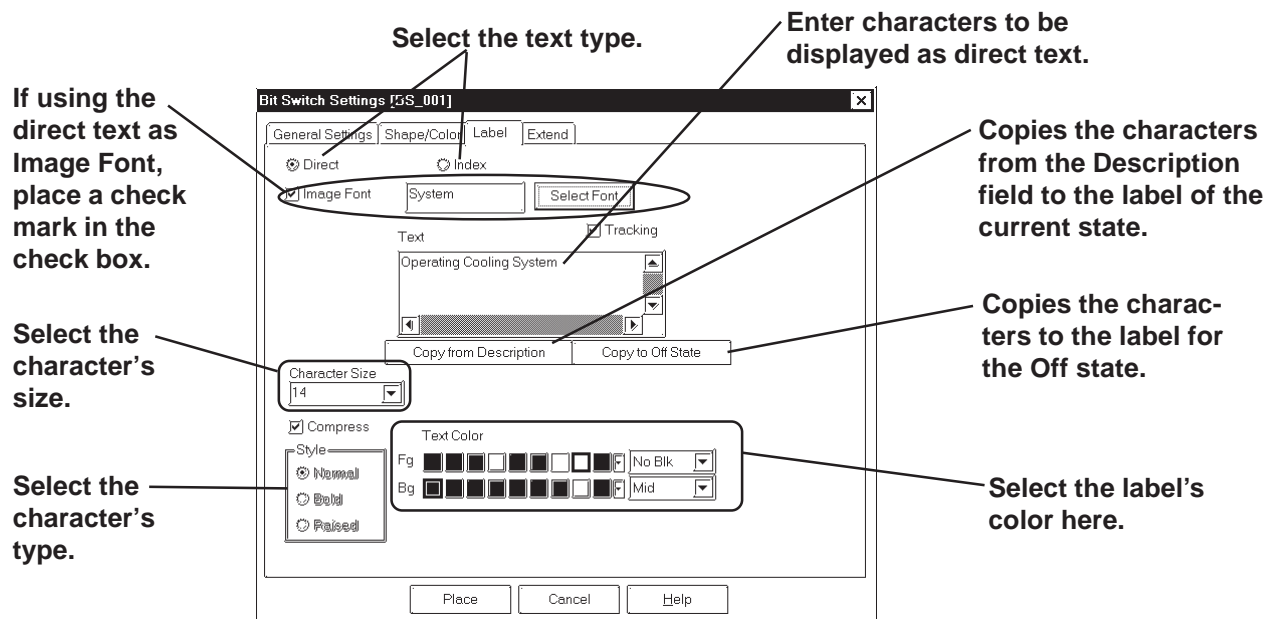 Select the text type.
Enter characters to be
displayed as direct text.
If using the
direct text as
Image Font,
place a check
mark in the
check box.
Select the
character's
size.
Select the
character's
type.
Bit Switch Settings [BS_001]
General Settings
Shape/Color
Label
Extend
Direct
Index
Image Font
System
Select Font
Text
Tracking
Operating Cooling System
Copy from Description
Copy to Off State
Character Size
14
Compress
Style
Normal
Bold
Raised
Text Color
Fg
No Blk
Bg
Mid
Place
Cancel
Help
Copies the characters
from the Description
field to the label of the
current state.
Copies the charac-
ters to the label for
the Off state.
Select the label's
color here.